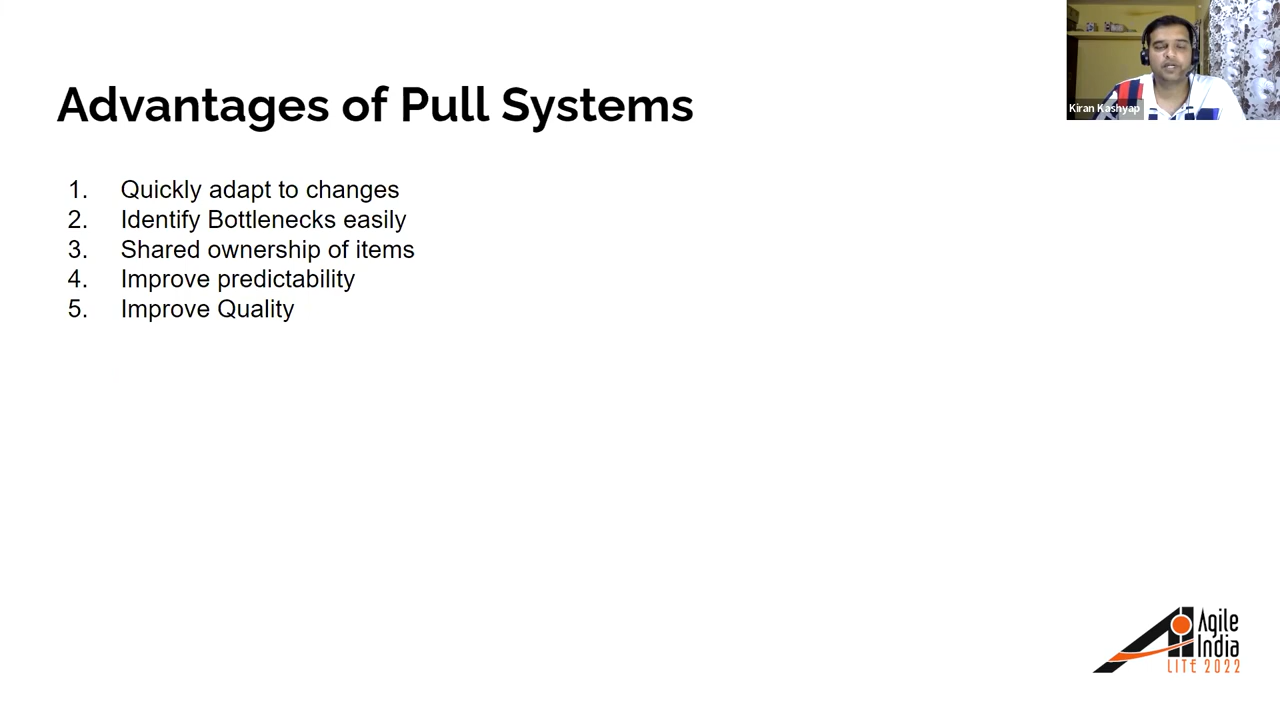 Advantages of Pull Systems
Kiran Kashyap
1. Quickly adapt to changes
2. Identify Bottlenecks easily
3. Shared ownership of items
4. Improve predictability
5. Improve Quality
Agile
India
LITE 2022